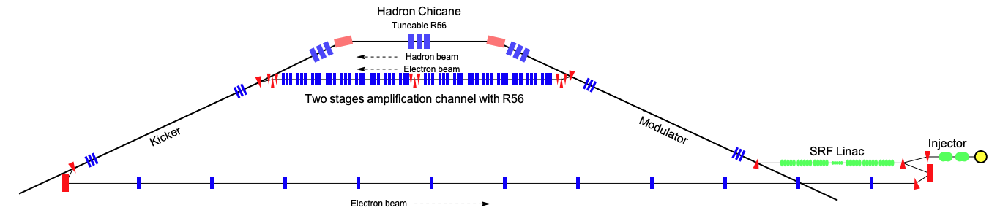 Hadron Chicane
Tuneable R56
Hadron beam
Electron beam
Two stages amplification channel with R56
Kicker
Modulator
SRF Linac
Injector
Electron beam